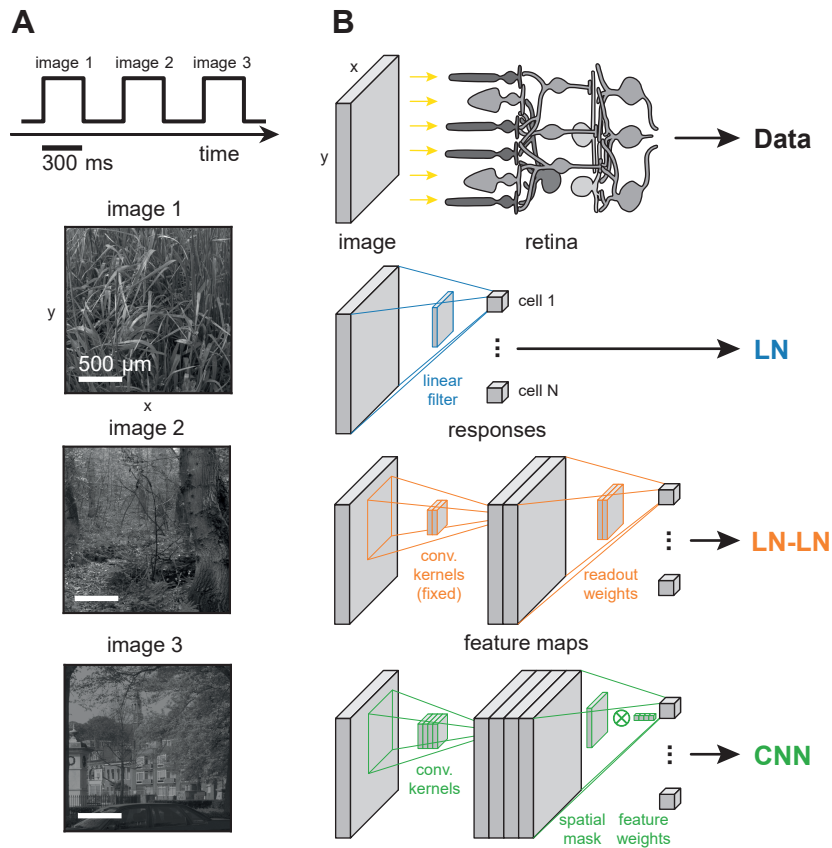 A
image 1
image 2
image 3
300 ms
time
image 1
y
500 µm
x
image 2
image 3
B
x
y
image
retina
Data
cell 1
linear
filter
cell N
responses
LN
conv.
kernels
(fixed)
readout
weights
feature maps
LN-LN
conv.
kernels
spatial
mask
feature
weights
CNN